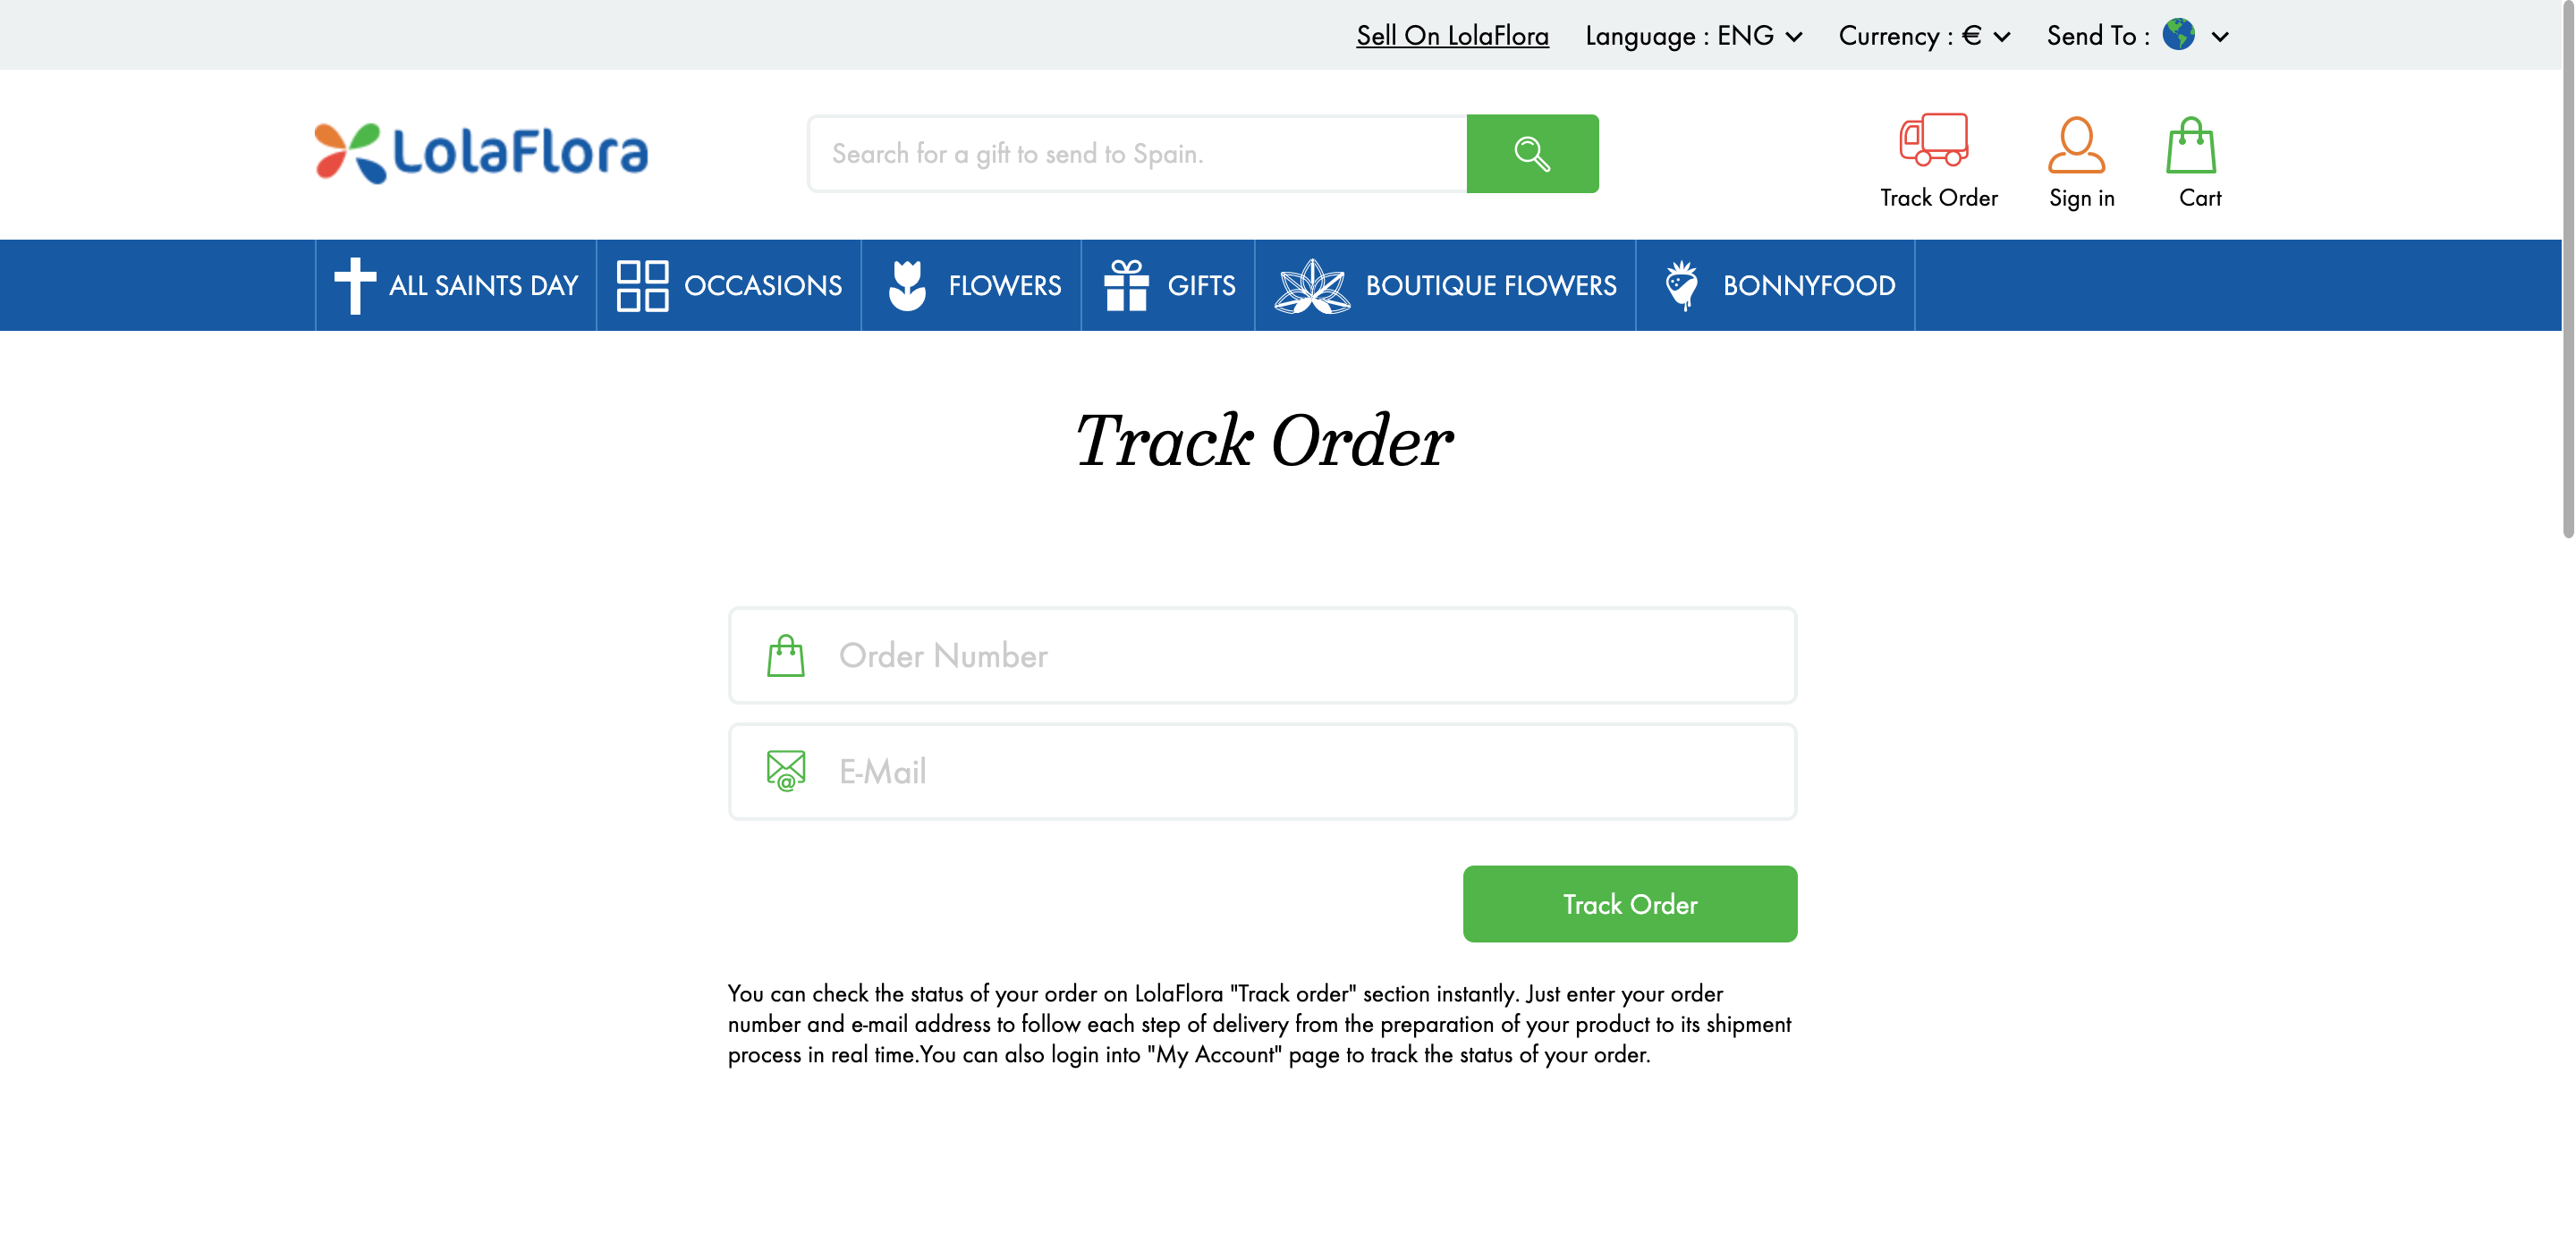 Sell On LolaFlora Language : ENG Currency : € Send To :
LolaFlora
Search for a gift to send to Spain.
Track Order Sign in Cart
ALL SAINTS DAY OCCASIONS FLOWERS GIFTS BOUTIQUE FLOWERS BONNYFOOD
Track Order
Order Number
E-Mail
Track Order
You can check the status of your order on LolaFlora "Track order" section instantly. Just enter your order
number and e-mail address to follow each step of delivery from the preparation of your product to its shipment
process in real time.You can also login into "My Account" page to track the status of your order.